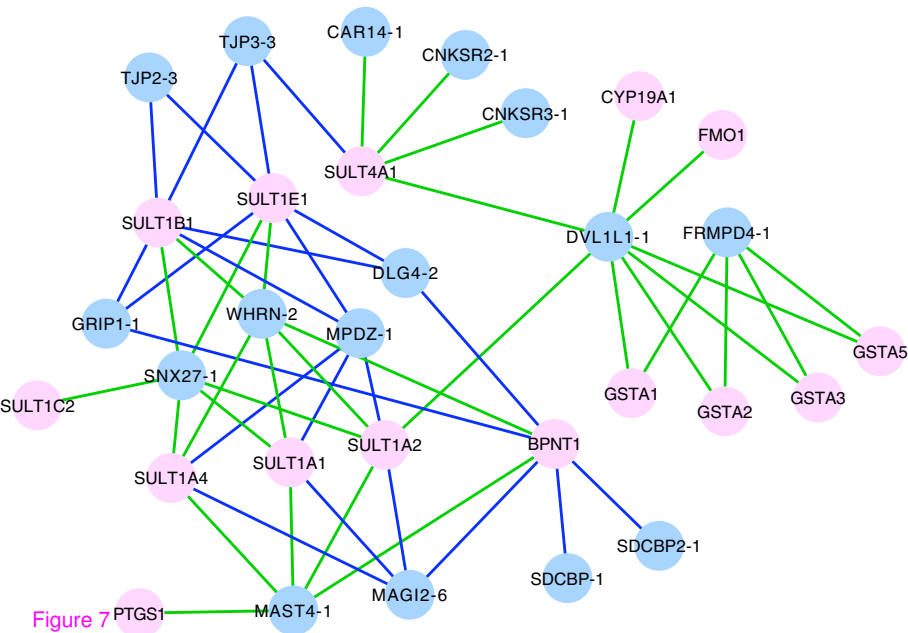 CAR14-1
TJP3-3
CNKSR2-1
TJP2-3
CYP19A1
CNKSR3-1
FMO1
SULT4A1
SULT1E1
SULT1B1
DVL1L1-1
FRMPD4-1
DLG4-2
WHRN-2
GRIP1-1
MPDZ-1
GSTA5
SNX27-1
GSTA1
GSTA3
SULT1C2
GSTA2
SULT1A2
BPNT1
SULT1A1
SULT1A4
SDCBP2-1
SDCBP-1
MAGI2-6
MAST4-1
PTGS1
Figure 7